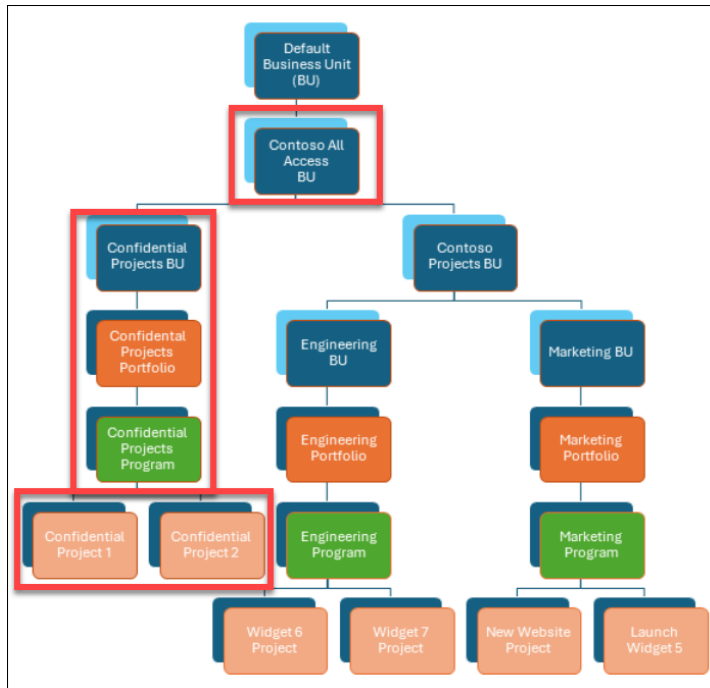 Default
Business Unit
(BU)
Contoso All
Access
BU
Confidential
Projects BU
Contoso
Projects BU
Confidental
Projects
Portfolio
Engineering
BU
Marketing BU
Confidential
Projects
Program
Engineering
Portfolio
Marketing
Portfolio
Confidential
Project 1
Confidential
Project 2
Engineering
Program
Marketing
Program
Widget 6
Project
Widget 7
Project
New Website
Project
Launch
Widget 5